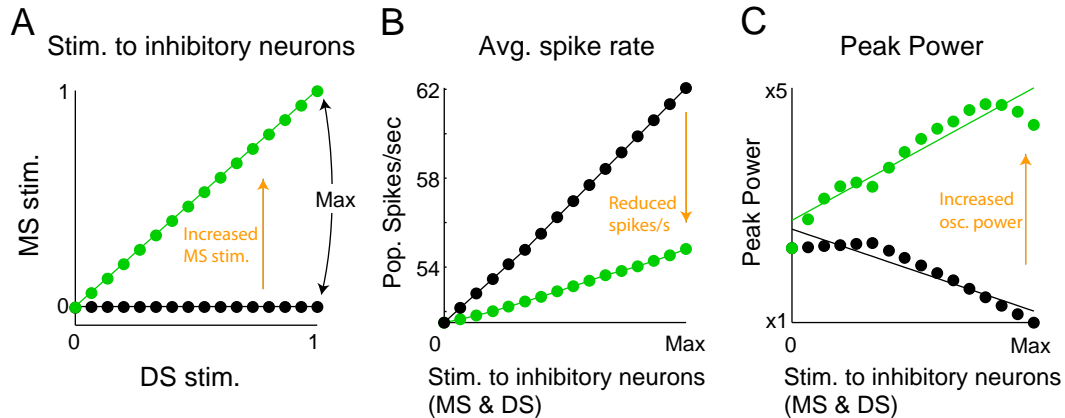 A
Stim. to inhibitory neurons
1
MS stim.
Increased
MS stim.
Max
0
0
1
DS stim.
B
Avg. spike rate
62
58
54
Pop. Spikes/sec
Reduced
spikes/s
0
Max
Stim. to inhibitory neurons
(MS & DS)
C
Peak Power
x5
Peak Power
Increased
osc. power
x1
0
Max
Stim. to inhibitory neurons
(MS & DS)